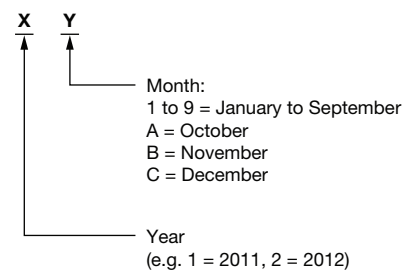 X Y
Month:
1 to 9 = January to September
A = October
B = November
C = December
Year
(e.g. 1 = 2011, 2 = 2012)